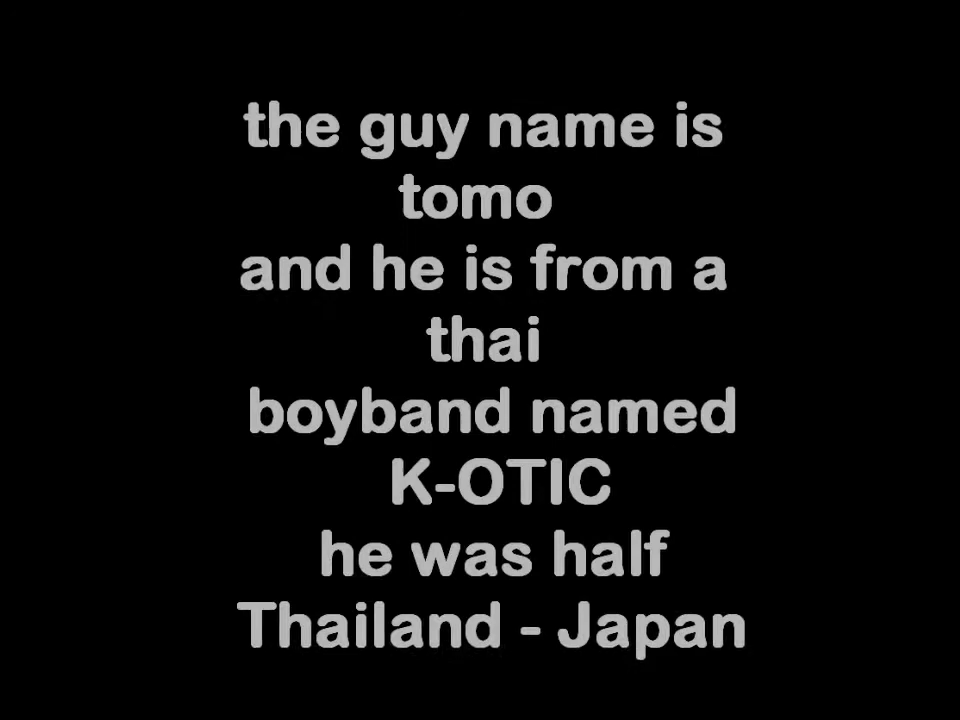 the guy name is
tomo
and he is from a
thai
boyband named
K-OTIC
he was half
Thailand - Japan